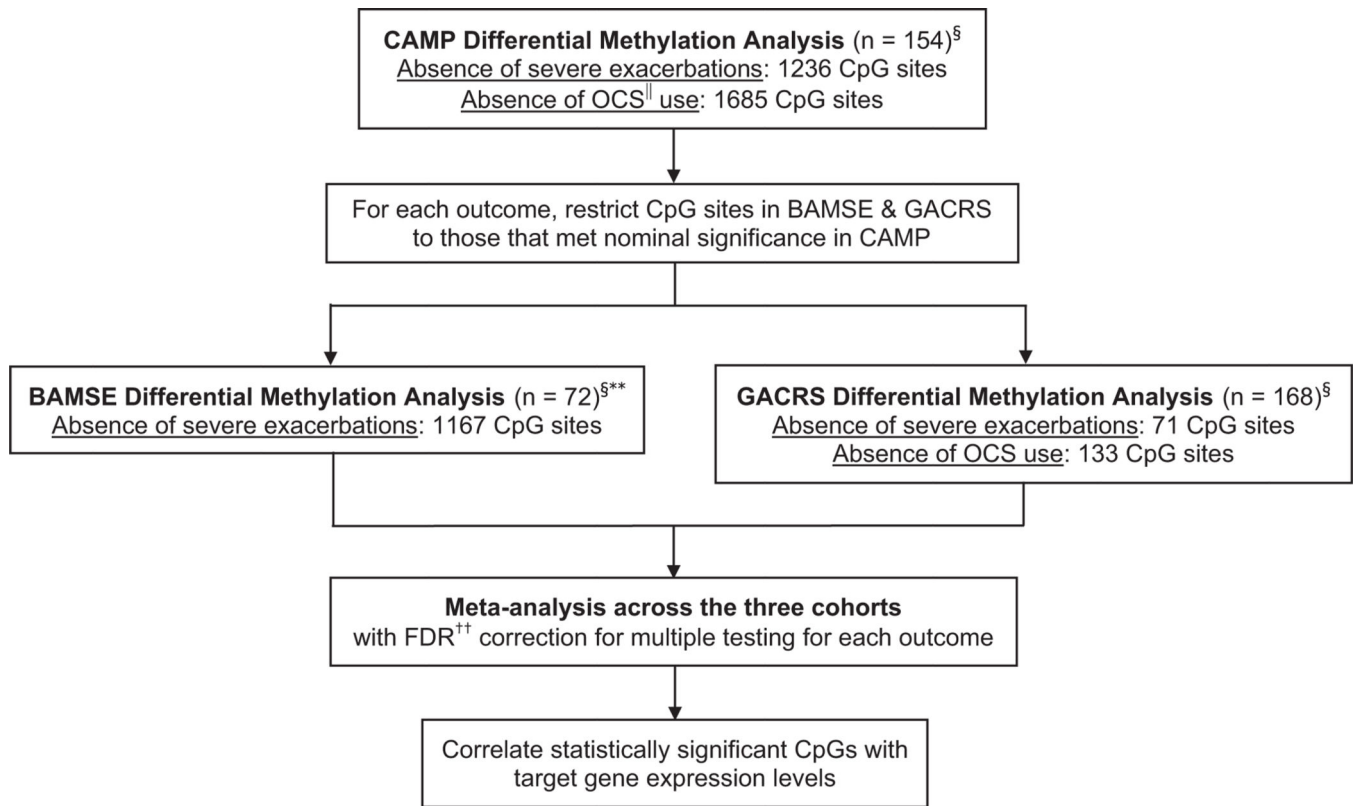 CAMP Differential Methylation Analysis (n = 154)§
Absence of severe exacerbations: 1236 CpG sites
Absence of OCS‖ use: 1685 CpG sites
For each outcome, restrict CpG sites in BAMSE & GACRS
to those that met nominal significance in CAMP
BAMSE Differential Methylation Analysis (n = 72)§**
Absence of severe exacerbations: 1167 CpG sites
GACRS Differential Methylation Analysis (n = 168)§
Absence of severe exacerbations: 71 CpG sites
Absence of OCS use: 133 CpG sites
Meta-analysis across the three cohorts
with FDR†† correction for multiple testing for each outcome
Correlate statistically significant CpGs with
target gene expression levels